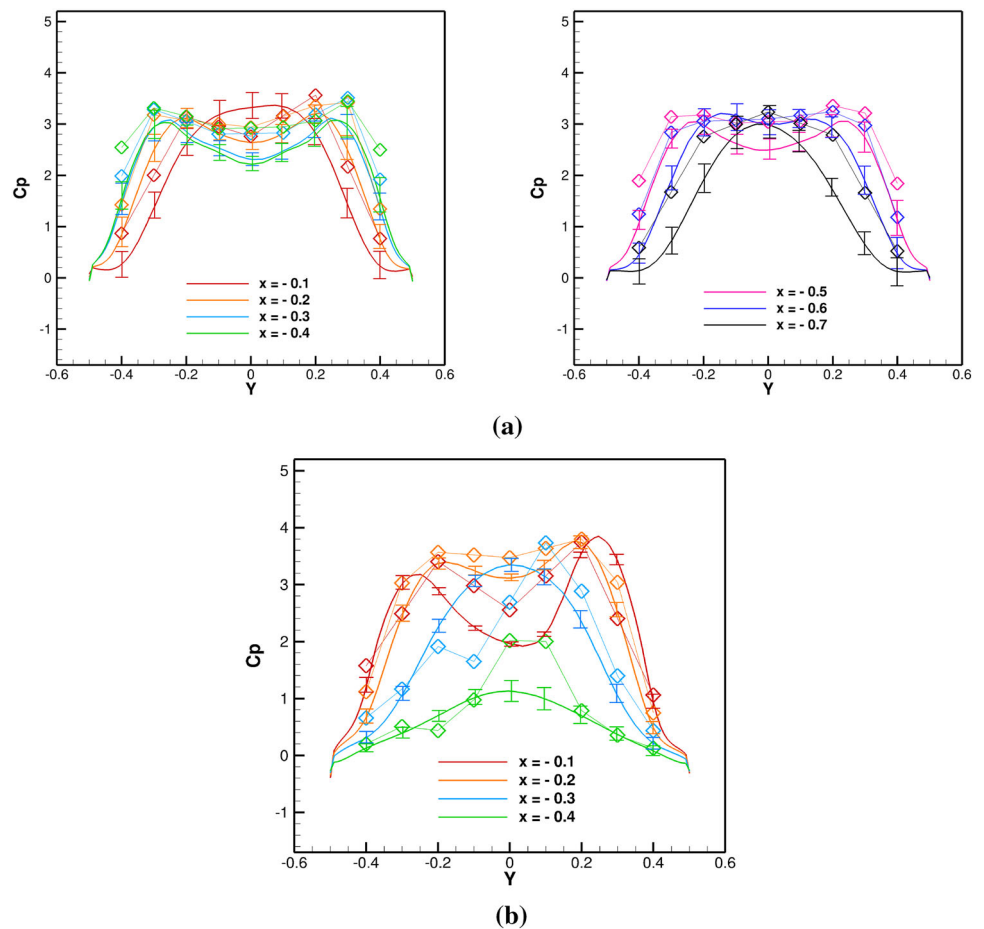 5
4
3
2
1
0
-1
Cp
x = - 0.1
x = - 0.2
x = - 0.3
x = - 0.4
-0.6 -0.4 -0.2 0 0.2 0.4 0.6
Y
5
4
3
2
1
0
-1
Cp
x = - 0.5
x = - 0.6
x = - 0.7
-0.6 -0.4 -0.2 0 0.2 0.4 0.6
Y
(a)
5
4
3
2
1
0
-1
Cp
x = - 0.1
x = - 0.2
x = - 0.3
x = - 0.4
-0.6 -0.4 -0.2 0 0.2 0.4 0.6
Y
(b)